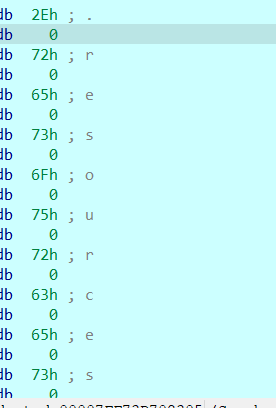 db 2Eh ; .
db 0
db 72h ; r
db 0
db 65h ; e
db 0
db 73h ; s
db 0
db 6Fh ; o
db 0
db 75h ; u
db 0
db 72h ; r
db 0
db 63h ; c
db 0
db 65h ; e
db 0
db 73h ; s
db 0